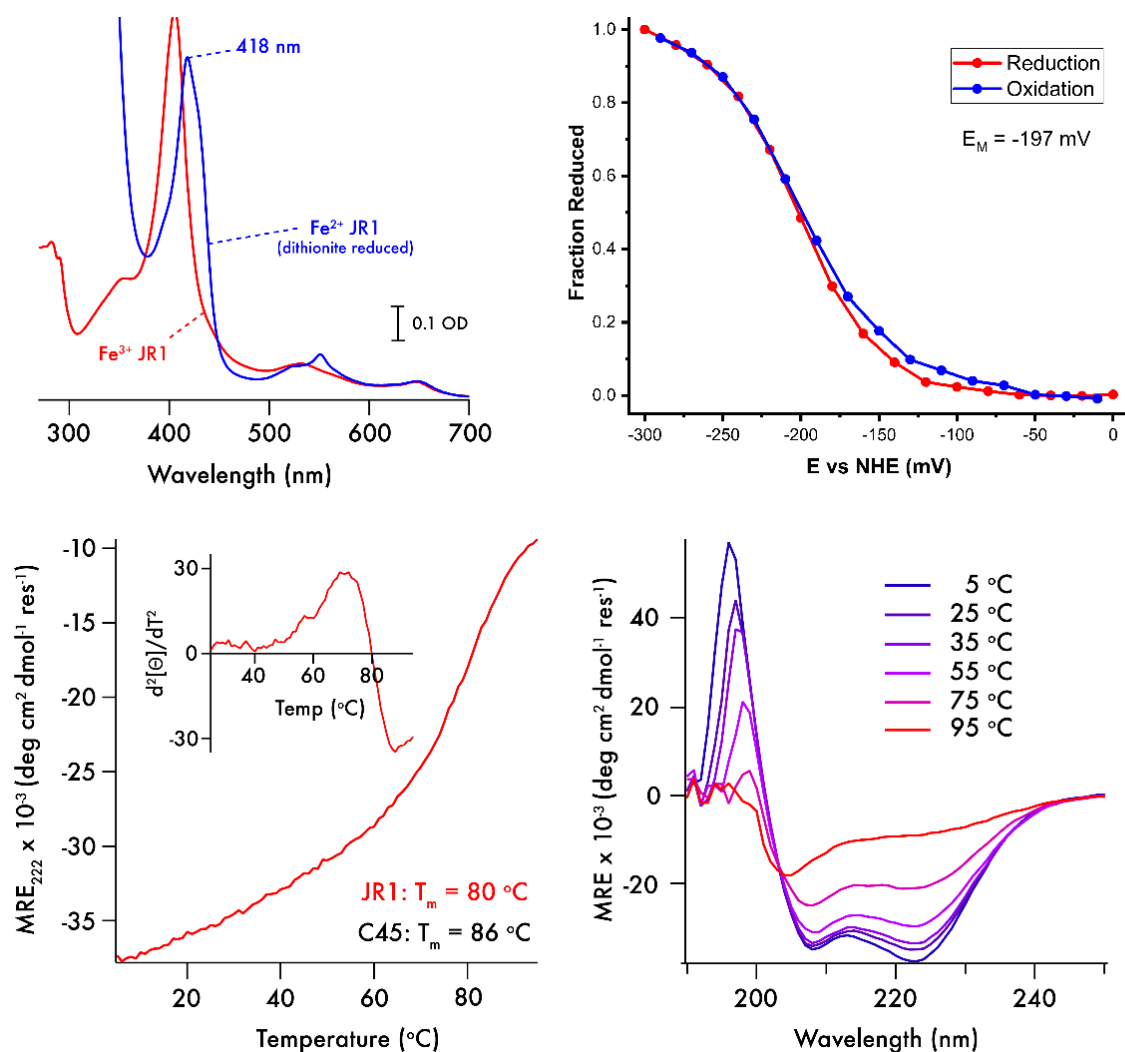 418 nm
Fe²⁺ JR1
(dithionite reduced)
0.1 OD
Fe³⁺ JR1
300 400 500 600 700
Wavelength (nm)
Fraction Reduced
1.0
0.8
0.6
0.4
0.2
0.0
Reduction
Oxidation
E_M = -197 mV
-300 -250 -200 -150 -100 -50 0
E vs NHE (mV)
MRE₂₂₂ x 10⁻³ (deg cm² dmol⁻¹ res⁻¹)
-10
-15
-20
-25
-30
-35
d²[Θ]/dT²
30
0
-30
40 60 80
Temp (°C)
JR1: T_m = 80 °C
C45: T_m = 86 °C
20 40 60 80
Temperature (°C)
MRE x 10⁻³ (deg cm² dmol⁻¹ res⁻¹)
40
20
0
-20
5 °C
25 °C
35 °C
55 °C
75 °C
95 °C
200 220 240
Wavelength (nm)